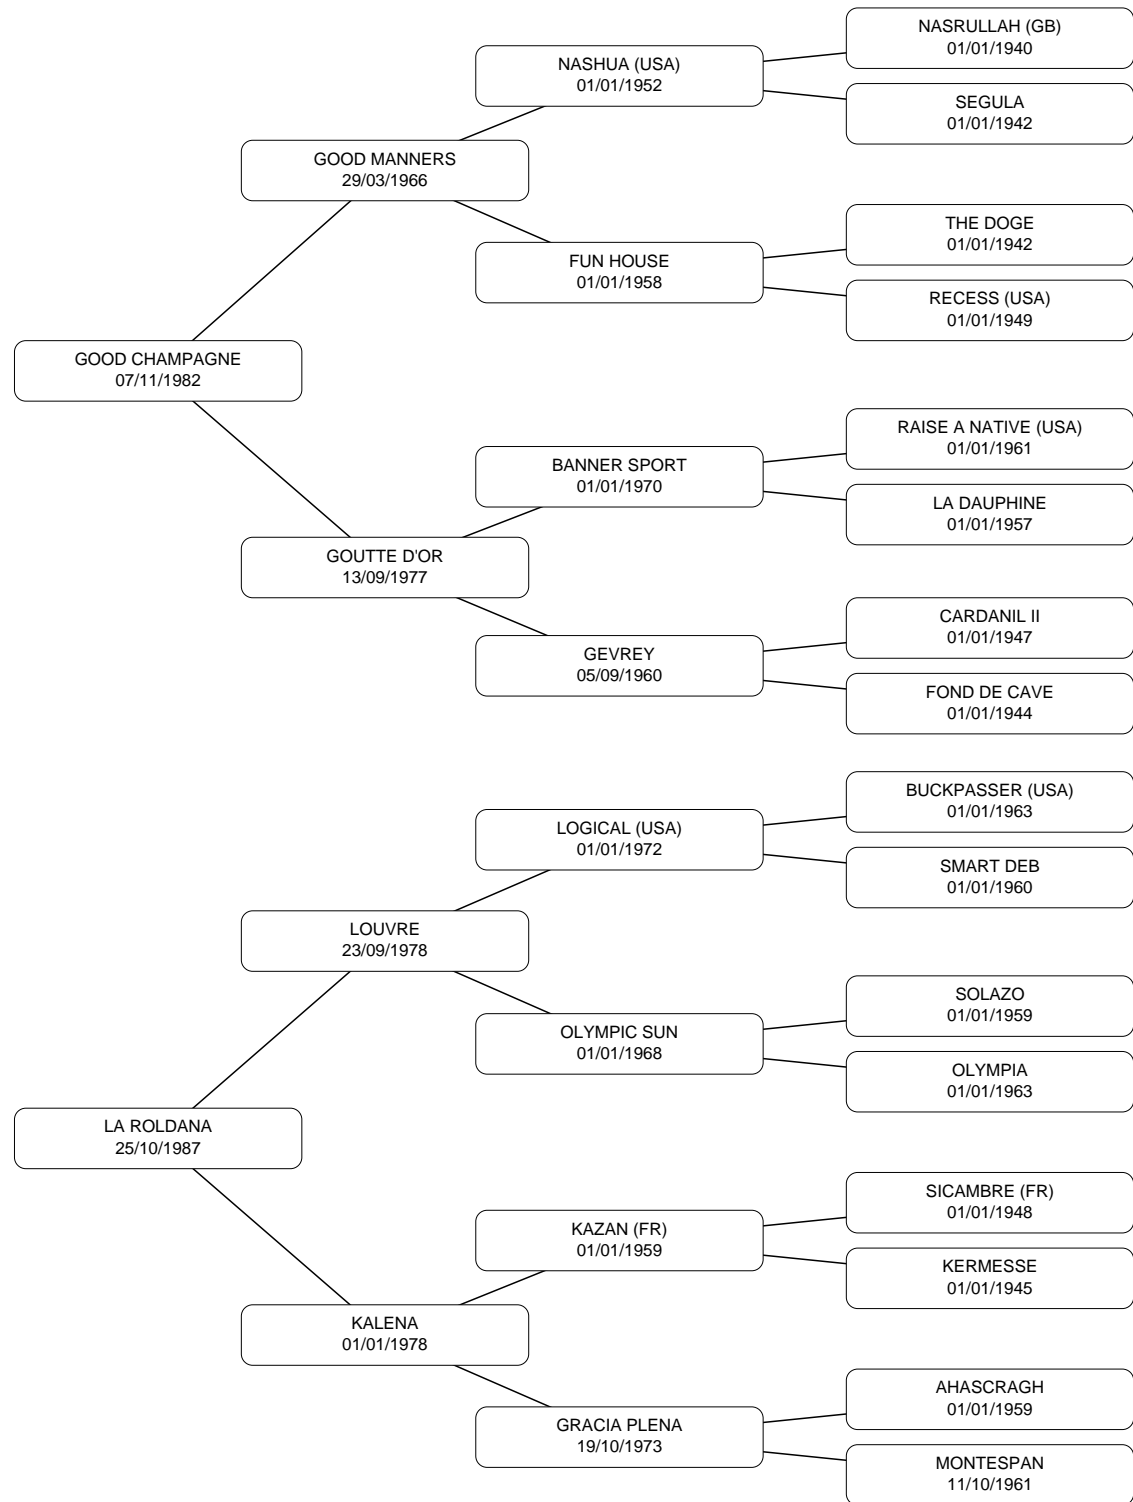 NASRULLAH (GB)
01/01/1940
NASHUA (USA)
01/01/1952
SEGULA
01/01/1942
GOOD MANNERS
29/03/1966
THE DOGE
01/01/1942
FUN HOUSE
01/01/1958
RECESS (USA)
01/01/1949
GOOD CHAMPAGNE
07/11/1982
RAISE A NATIVE (USA)
01/01/1961
BANNER SPORT
01/01/1970
LA DAUPHINE
01/01/1957
GOUTTE D'OR
13/09/1977
CARDANIL II
01/01/1947
GEVREY
05/09/1960
FOND DE CAVE
01/01/1944
BUCKPASSER (USA)
01/01/1963
LOGICAL (USA)
01/01/1972
SMART DEB
01/01/1960
LOUVRE
23/09/1978
SOLAZO
01/01/1959
OLYMPIC SUN
01/01/1968
OLYMPIA
01/01/1963
LA ROLDANA
25/10/1987
SICAMBRE (FR)
01/01/1948
KAZAN (FR)
01/01/1959
KERMESSE
01/01/1945
KALENA
01/01/1978
AHASCRAGH
01/01/1959
GRACIA PLENA
19/10/1973
MONTESPAN
11/10/1961